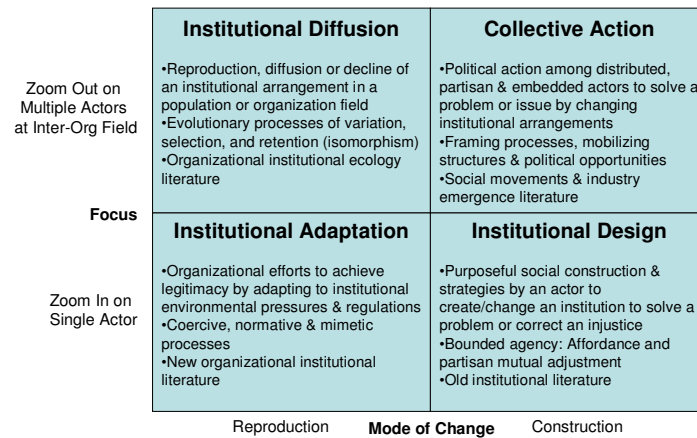 Institutional Diffusion
•Reproduction, diffusion or decline of
an institutional arrangement in a
population or organization field
•Evolutionary processes of variation,
selection, and retention (isomorphism)
•Organizational institutional ecology
literature
Collective Action
•Political action among distributed,
partisan & embedded actors to solve a
problem or issue by changing
institutional arrangements
•Framing processes, mobilizing
structures & political opportunities
•Social movements & industry
emergence literature
Zoom Out on
Multiple Actors
at Inter-Org Field
Focus
Zoom In on
Single Actor
Institutional Adaptation
•Organizational efforts to achieve
legitimacy by adapting to institutional
environmental pressures & regulations
•Coercive, normative & mimetic
processes
•New organizational institutional
literature
Institutional Design
•Purposeful social construction &
strategies by an actor to
create/change an institution to solve a
problem or correct an injustice
•Bounded agency: Affordance and
partisan mutual adjustment
•Old institutional literature
Reproduction
Mode of Change
Construction